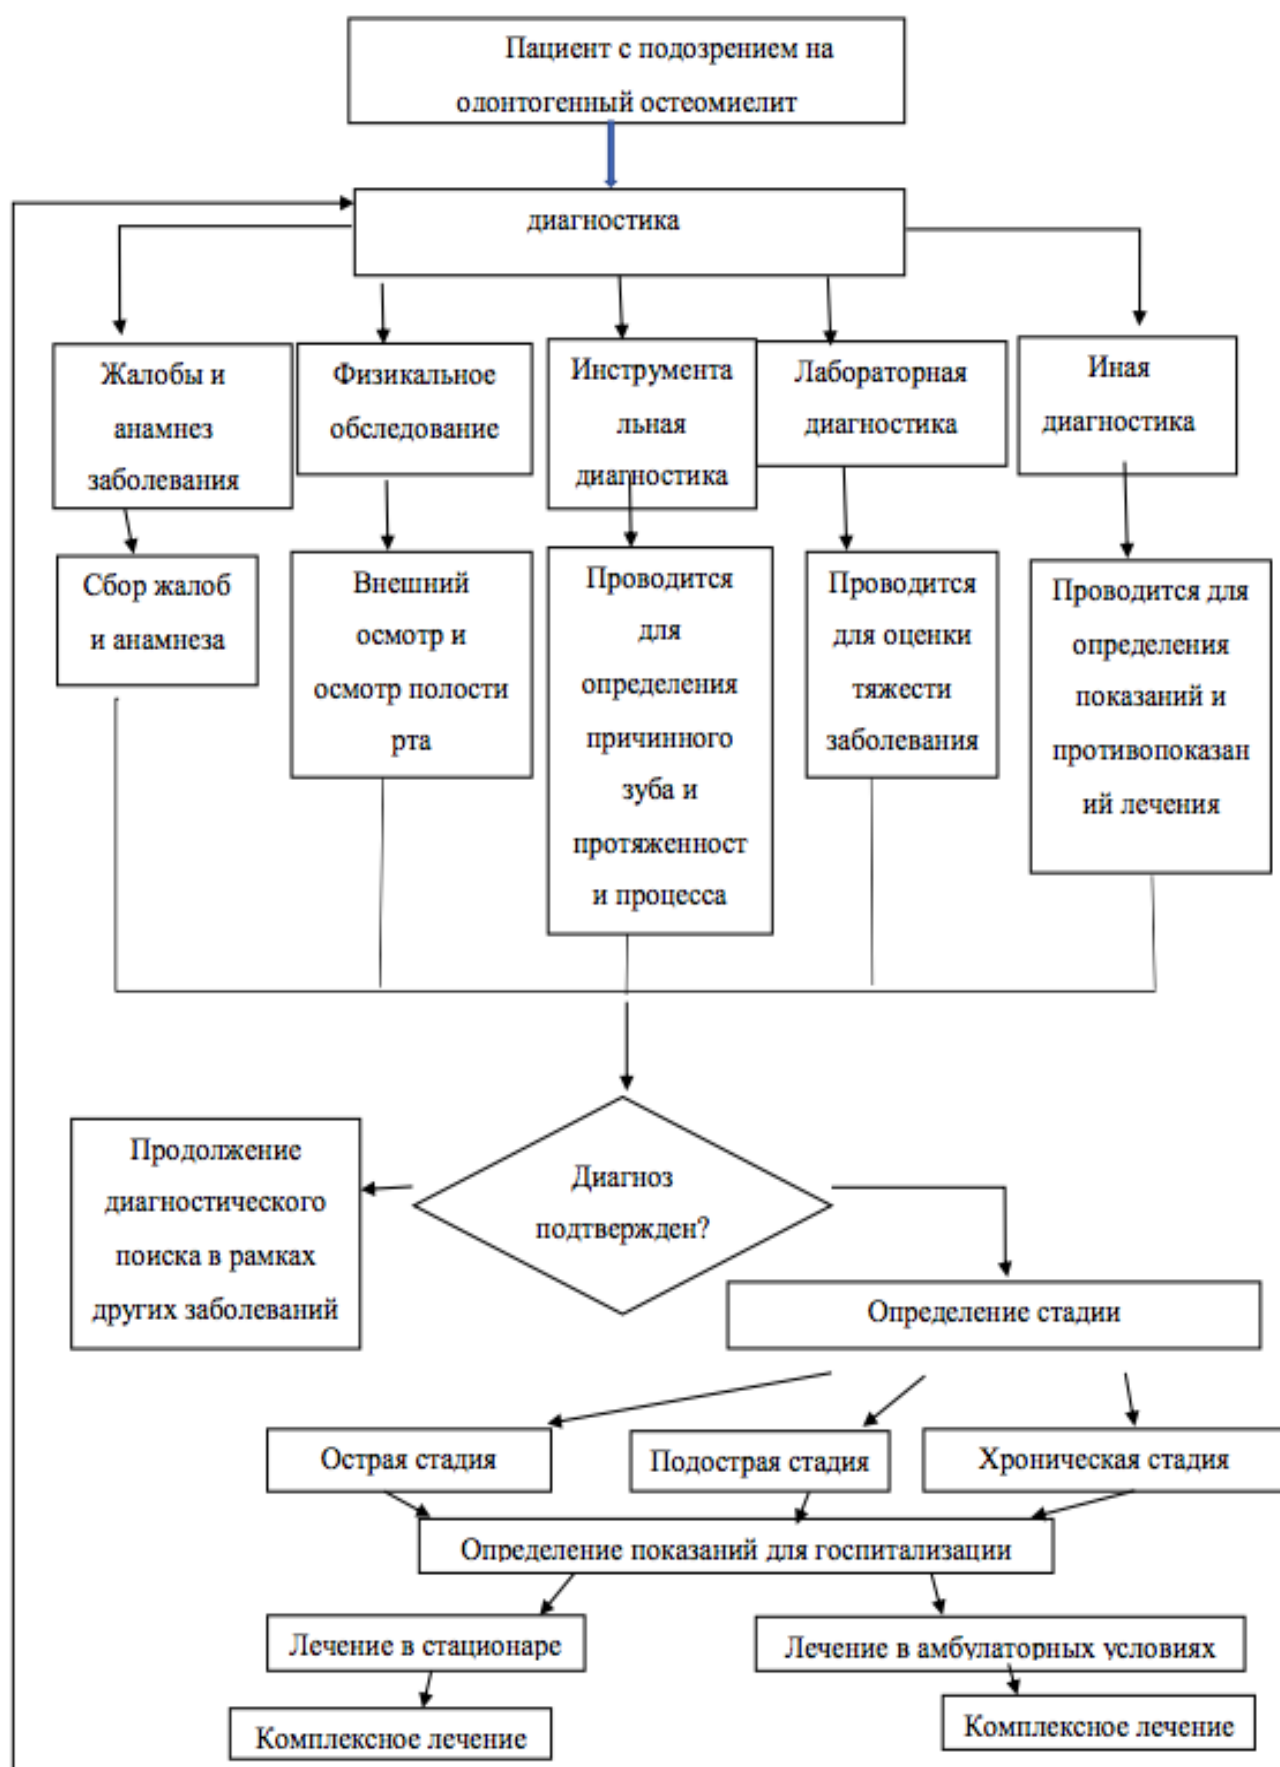 Пациент с подозрением на
одонтогенный остеомиелит
диагностика
Жалобы и
анамнез
заболевания
Физикальное
обследование
Инструмента
льная
диагностика
Лабораторная
диагностика
Иная
диагностика
Сбор жалоб
и анамнеза
Внешний
осмотр и
осмотр полости
рта
Проводится
для
определения
причинного
зуба и
протяженност
и процесса
Проводится
для оценки
тяжести
заболевания
Проводится для
определения
показаний и
противопоказан
ий лечения
Диагноз
подтвержден?
Продолжение
диагностического
поиска в рамках
других заболеваний
Определение стадии
Острая стадия
Подострая стадия
Хроническая стадия
Определение показаний для госпитализации
Лечение в стационаре
Лечение в амбулаторных условиях
Комплексное лечение
Комплексное лечение